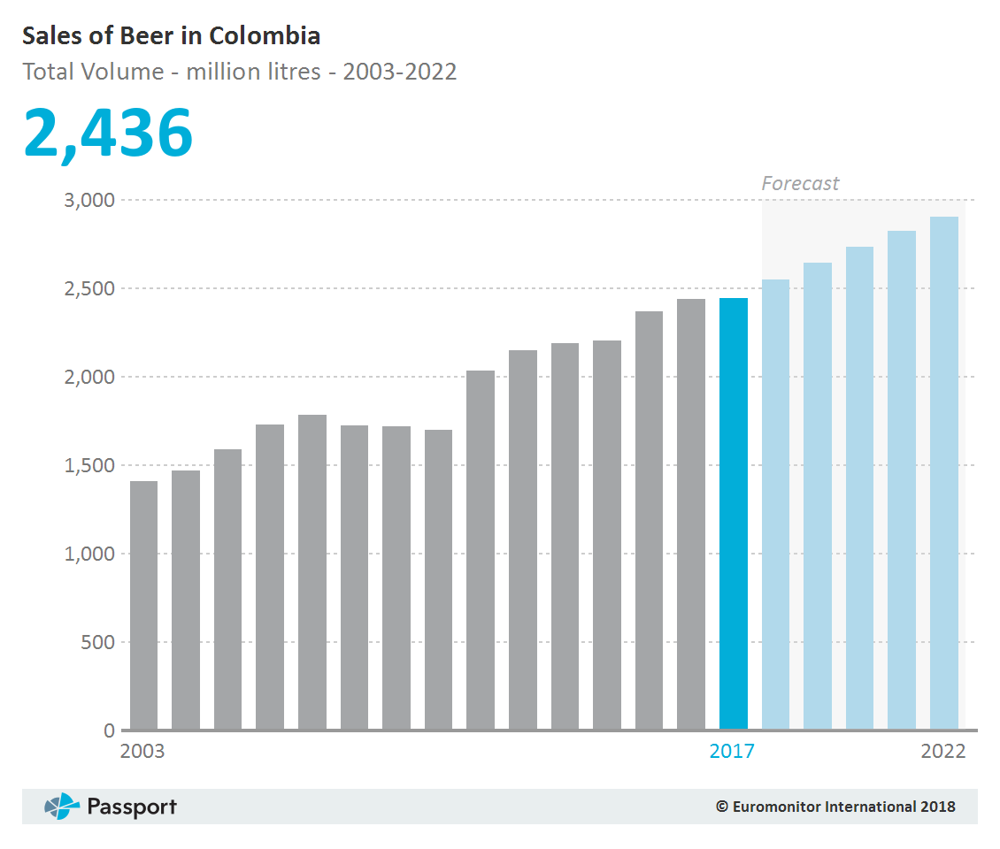 Sales of Beer in Colombia
Total Volume - million litres - 2003-2022
2,436
Forecast
3,000
2,500
2,000
1,500
1,000
500
0
2003 2017 2022
Passport © Euromonitor International 2018